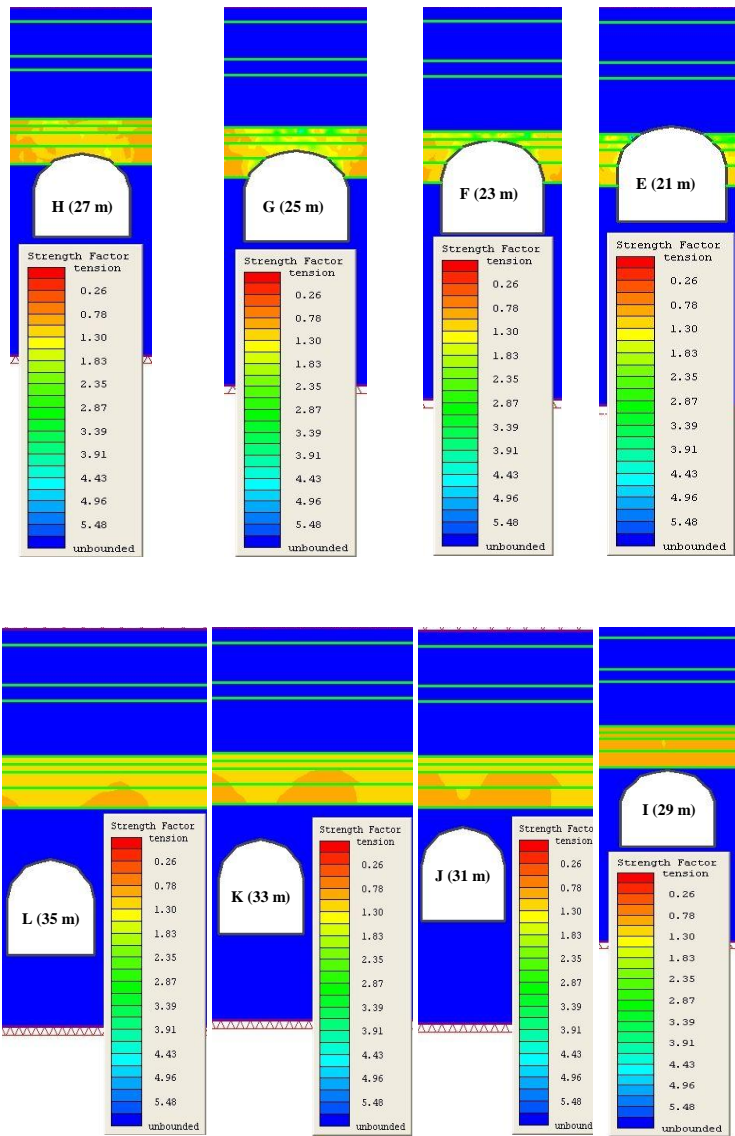 H (27 m)
G (25 m)
F (23 m)
E (21 m)
Strength Factor
tension
0.26
0.78
1.30
1.83
2.35
2.87
3.39
3.91
4.43
4.96
5.48
unbounded
Strength Factor
tension
0.26
0.78
1.30
1.83
2.35
2.87
3.39
3.91
4.43
4.96
5.48
unbounded
Strength Factor
tension
0.26
0.78
1.30
1.83
2.35
2.87
3.39
3.91
4.43
4.96
5.48
unbounded
Strength Factor
tension
0.26
0.78
1.30
1.83
2.35
2.87
3.39
3.91
4.43
4.96
5.48
unbounded
L (35 m)
K (33 m)
J (31 m)
I (29 m)
Strength Factor
tension
0.26
0.78
1.30
1.83
2.35
2.87
3.39
3.91
4.43
4.96
5.48
unbounded
Strength Factor
tension
0.26
0.78
1.30
1.83
2.35
2.87
3.39
3.91
4.43
4.96
5.48
unbounded
Strength Facto
tension
0.26
0.78
1.30
1.83
2.35
2.87
3.39
3.91
4.43
4.96
5.48
unbounded
Strength Factor
tension
0.26
0.78
1.30
1.83
2.35
2.87
3.39
3.91
4.43
4.96
5.48
unbounded